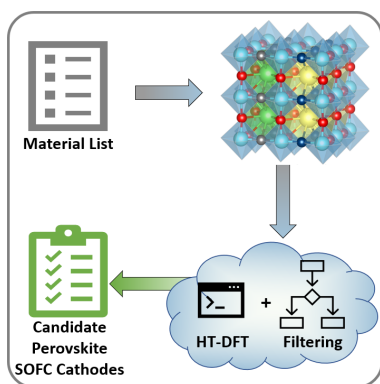 Material List
>_
+
HT-DFT
Filtering
Candidate
Perovskite
SOFC Cathodes